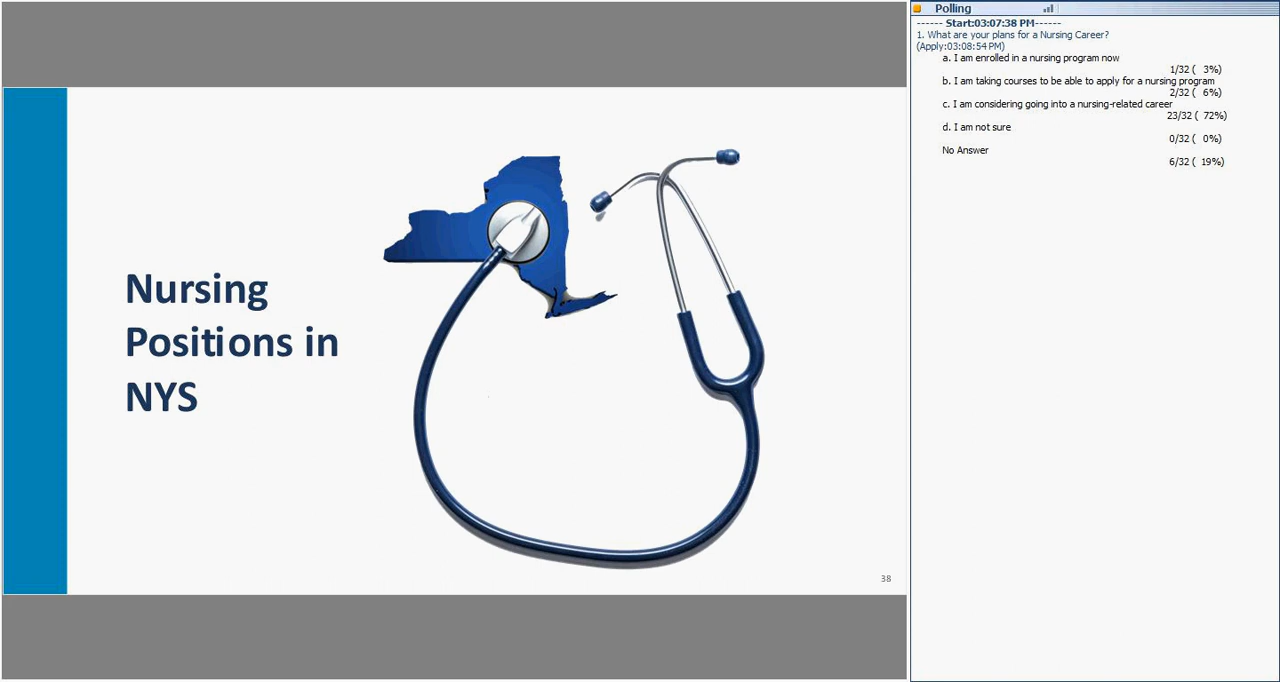 Nursing
Positions in
NYS
38
Polling
------ Start:03:07:38 PM------
1. What are your plans for a Nursing Career?
(Apply:03:08:54 PM)
a. I am enrolled in a nursing program now
1/32 ( 3%)
b. I am taking courses to be able to apply for a nursing program
2/32 ( 6%)
c. I am considering going into a nursing-related career
23/32 ( 72%)
d. I am not sure
0/32 ( 0%)
No Answer
6/32 ( 19%)